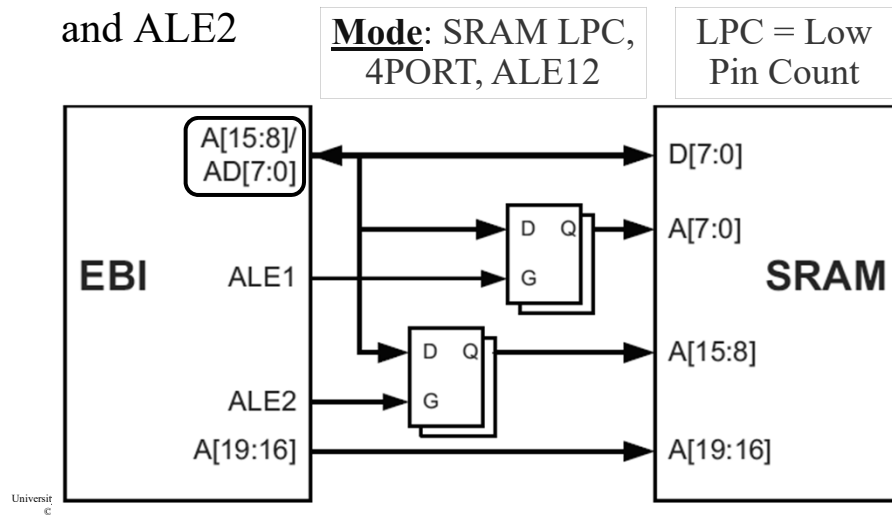 and ALE2
Mode: SRAM LPC,
4PORT, ALE12
LPC = Low
Pin Count
A[15:8]/
AD[7:0]
D[7:0]
D Q
A[7:0]
EBI
ALE1
G
SRAM
D Q
A[15:8]
ALE2
G
A[19:16]
A[19:16]
Universit
©